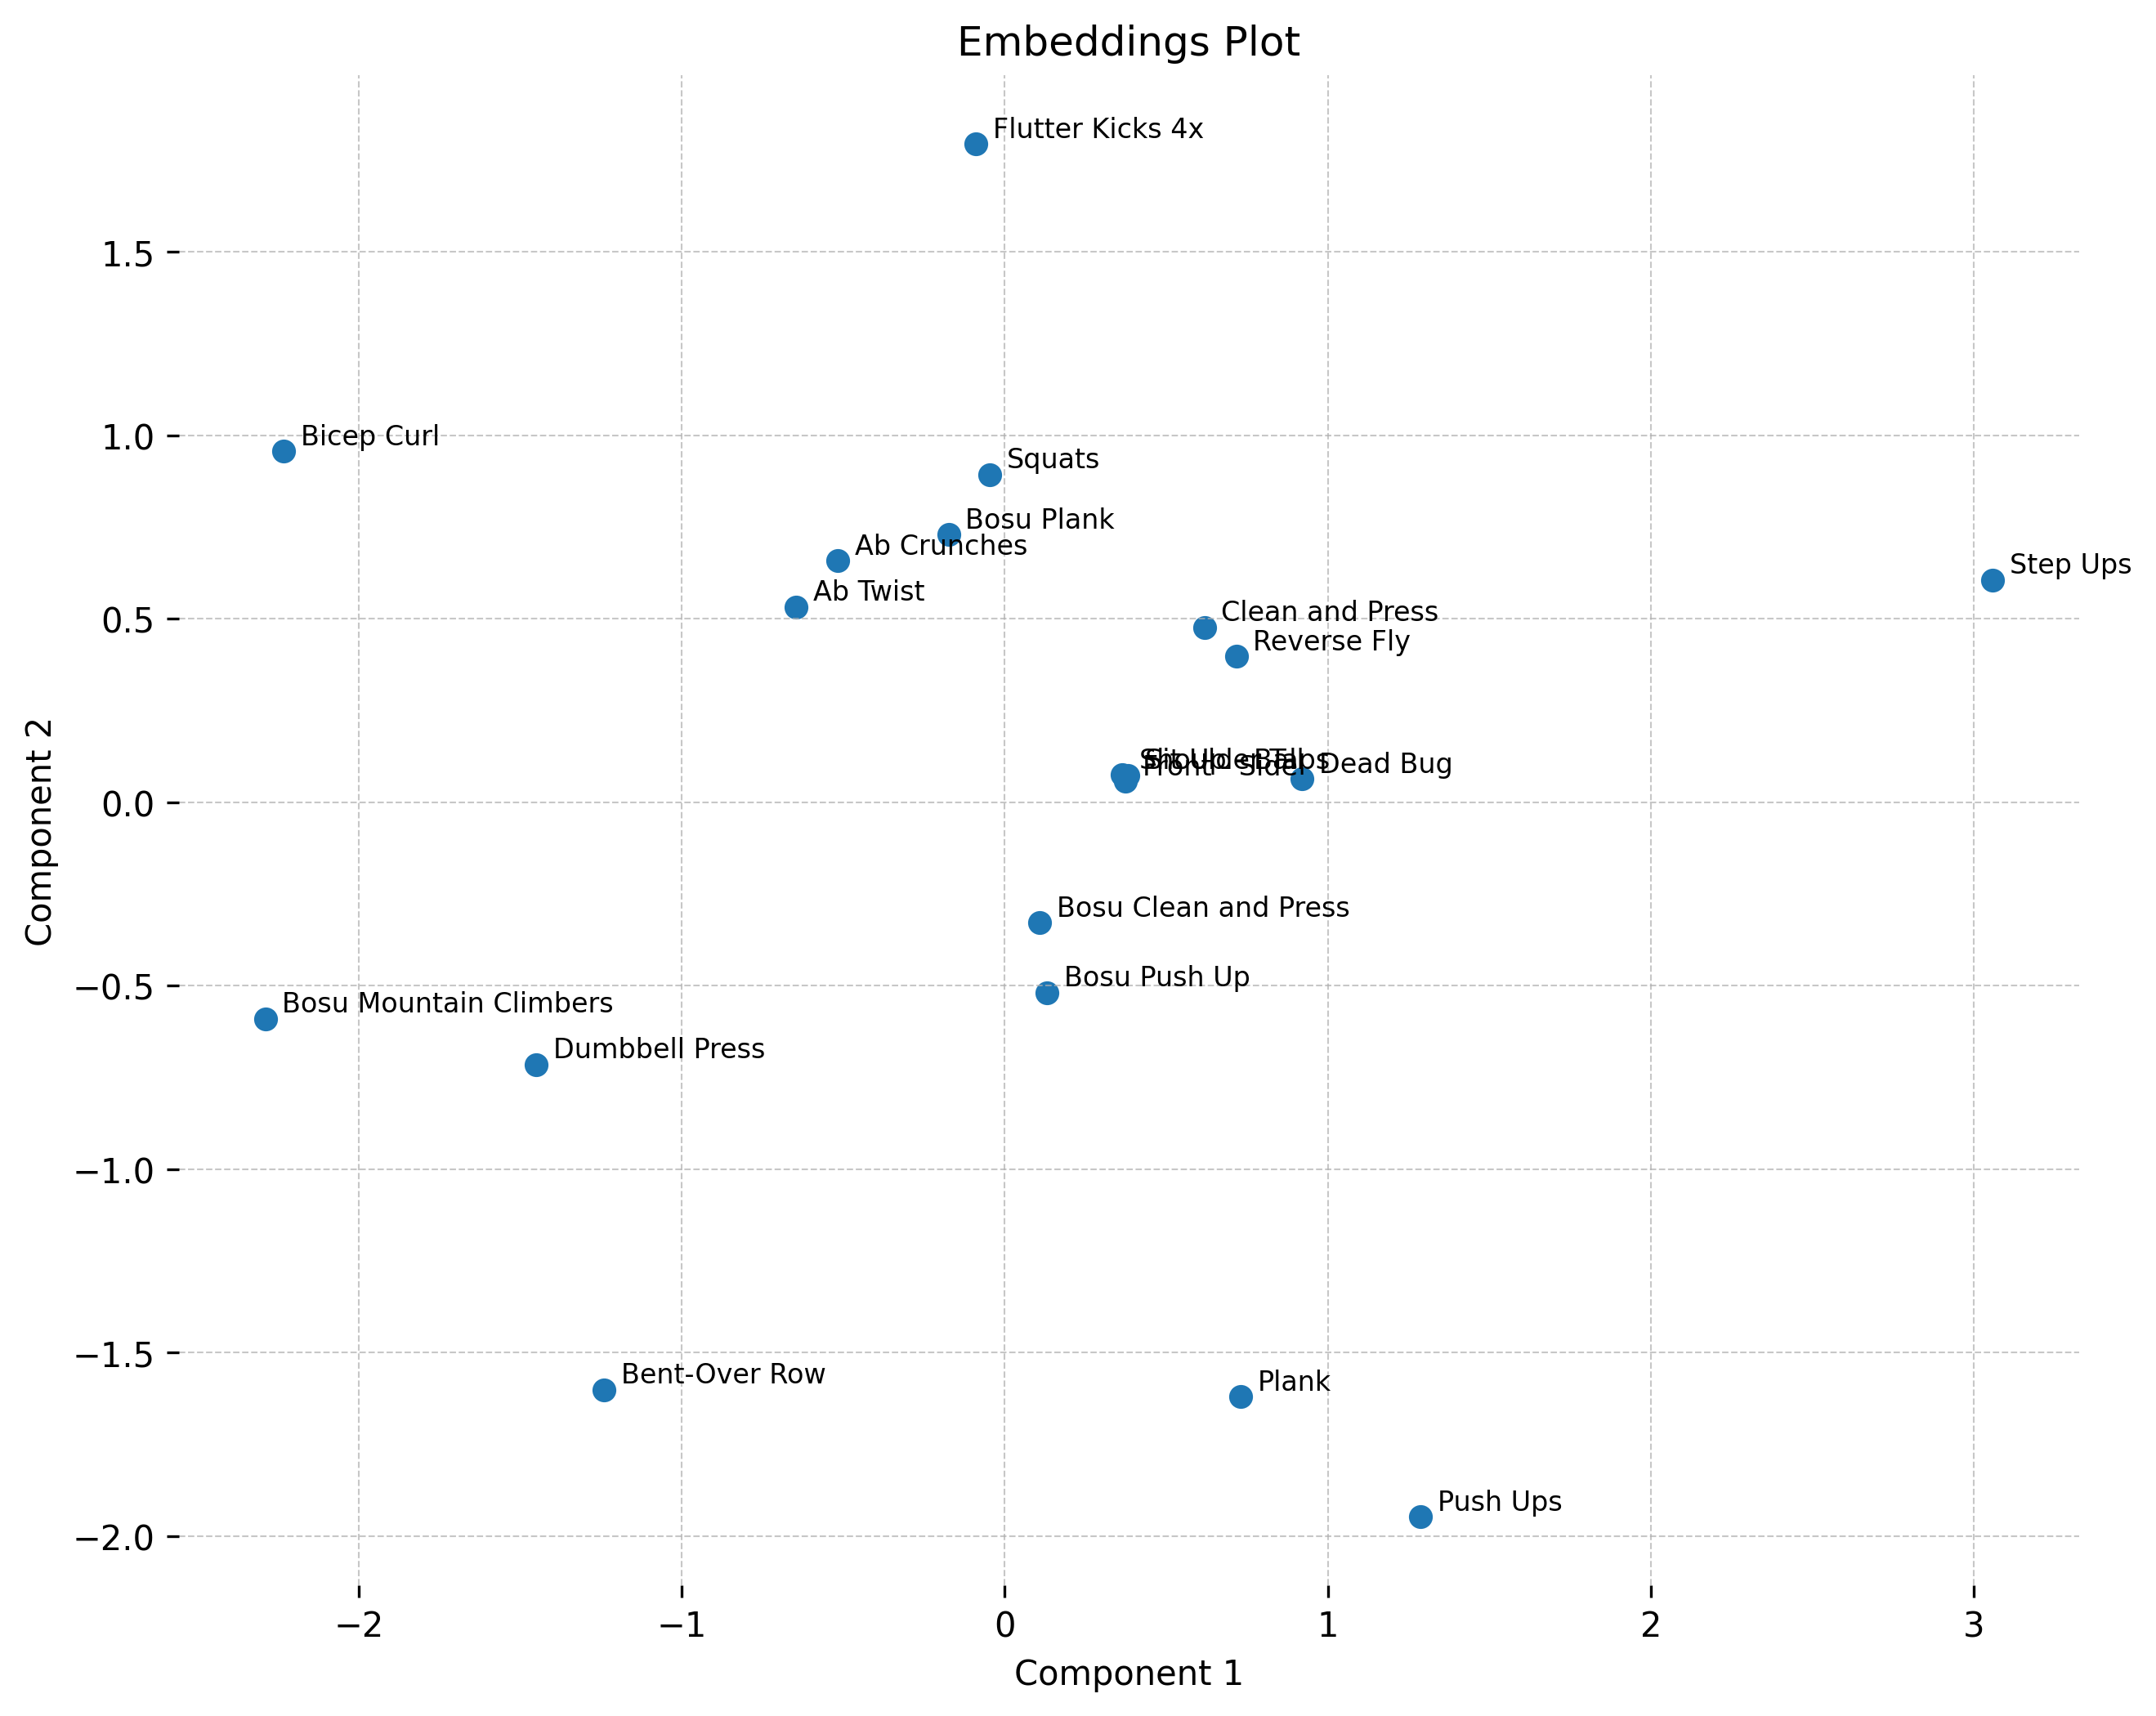 Embeddings Plot
Flutter Kicks 4x
Bicep Curl
Squats
Bosu Plank
Ab Crunches
Ab Twist
Step Ups
Clean and Press
Reverse Fly
Dead Bug
Bosu Clean and Press
Bosu Push Up
Bosu Mountain Climbers
Dumbbell Press
Bent-Over Row
Plank
Push Ups
1.5
1.0
0.5
0.0
−0.5
−1.0
−1.5
−2.0
Component 2
−2 −1 0 1 2 3
Component 1